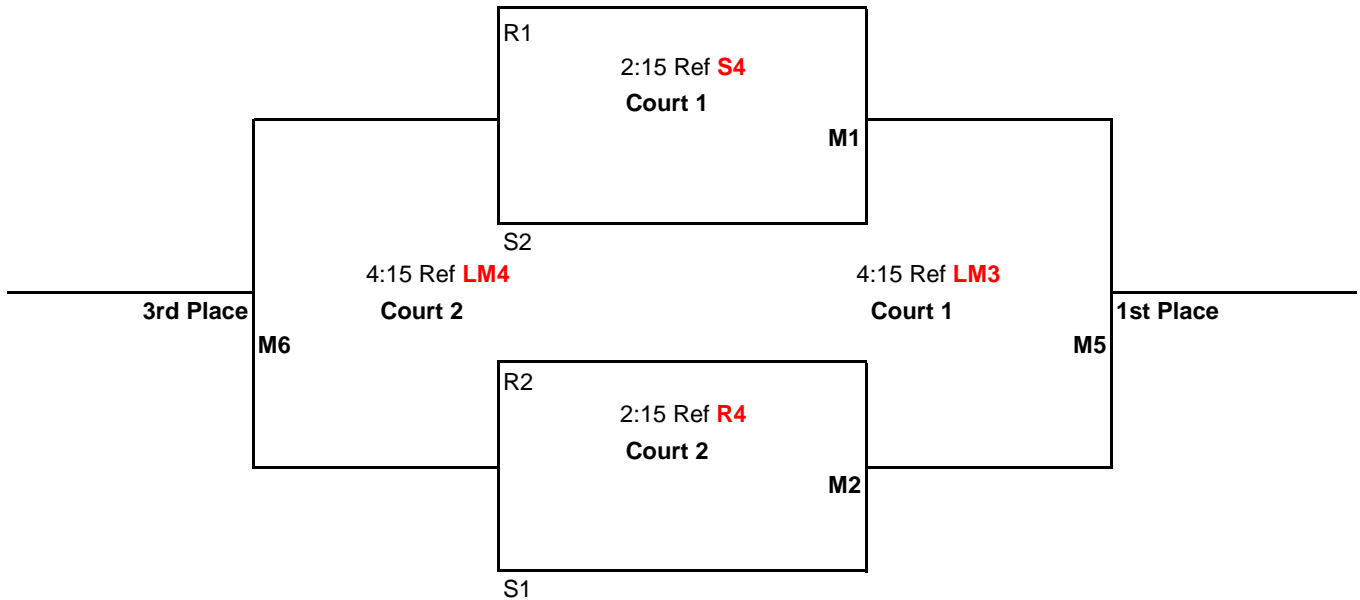 R1
2:15 Ref S4
Court 1
M1
S2
4:15 Ref LM4
4:15 Ref LM3
3rd Place
Court 2
Court 1
1st Place
M6
M5
R2
2:15 Ref R4
Court 2
M2
S1